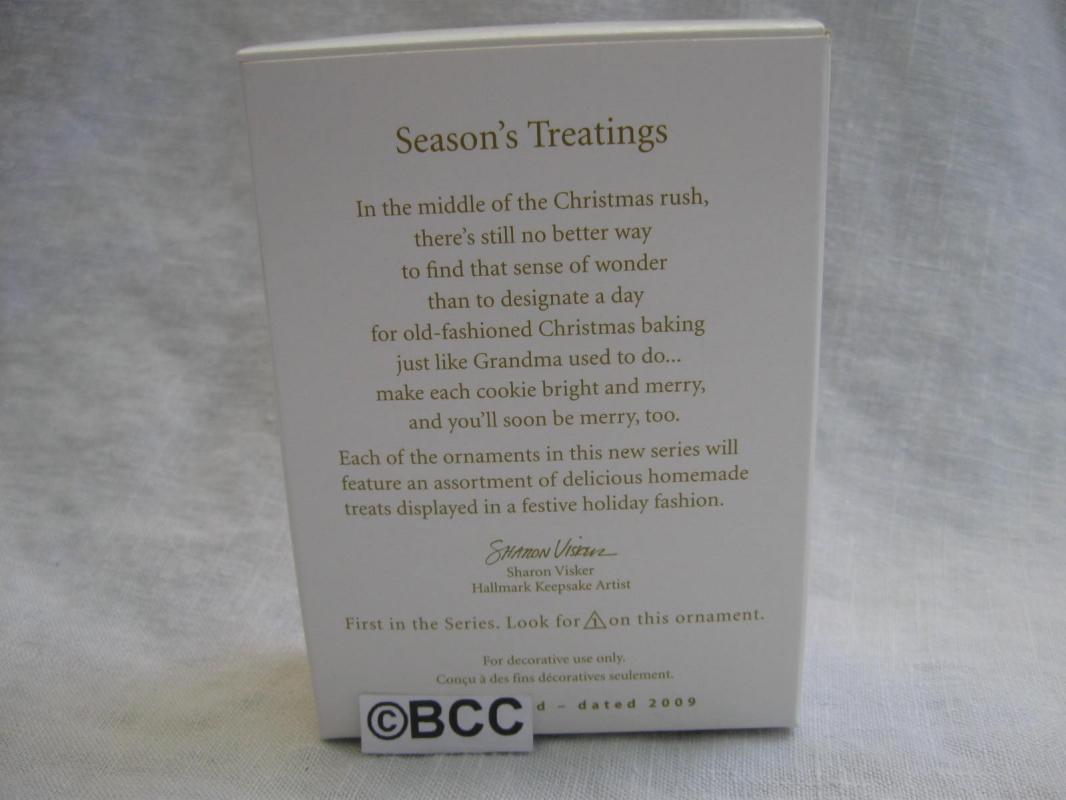 Season's Treatings
In the middle of the Christmas rush,
there's still no better way
to find that sense of wonder
than to designate a day
for old-fashioned Christmas baking
just like Grandma used to do...
make each cookie bright and merry,
and you'll soon be merry, too.
Each of the ornaments in this new series will
feature an assortment of delicious homemade
treats displayed in a festive holiday fashion.
Sharon Visker
Sharon Visker
Hallmark Keepsake Artist
First in the Series. Look for 1 on this ornament.
For decorative use only.
Conçu à des fins décoratives seulement.
d – dated 2009
©BCC